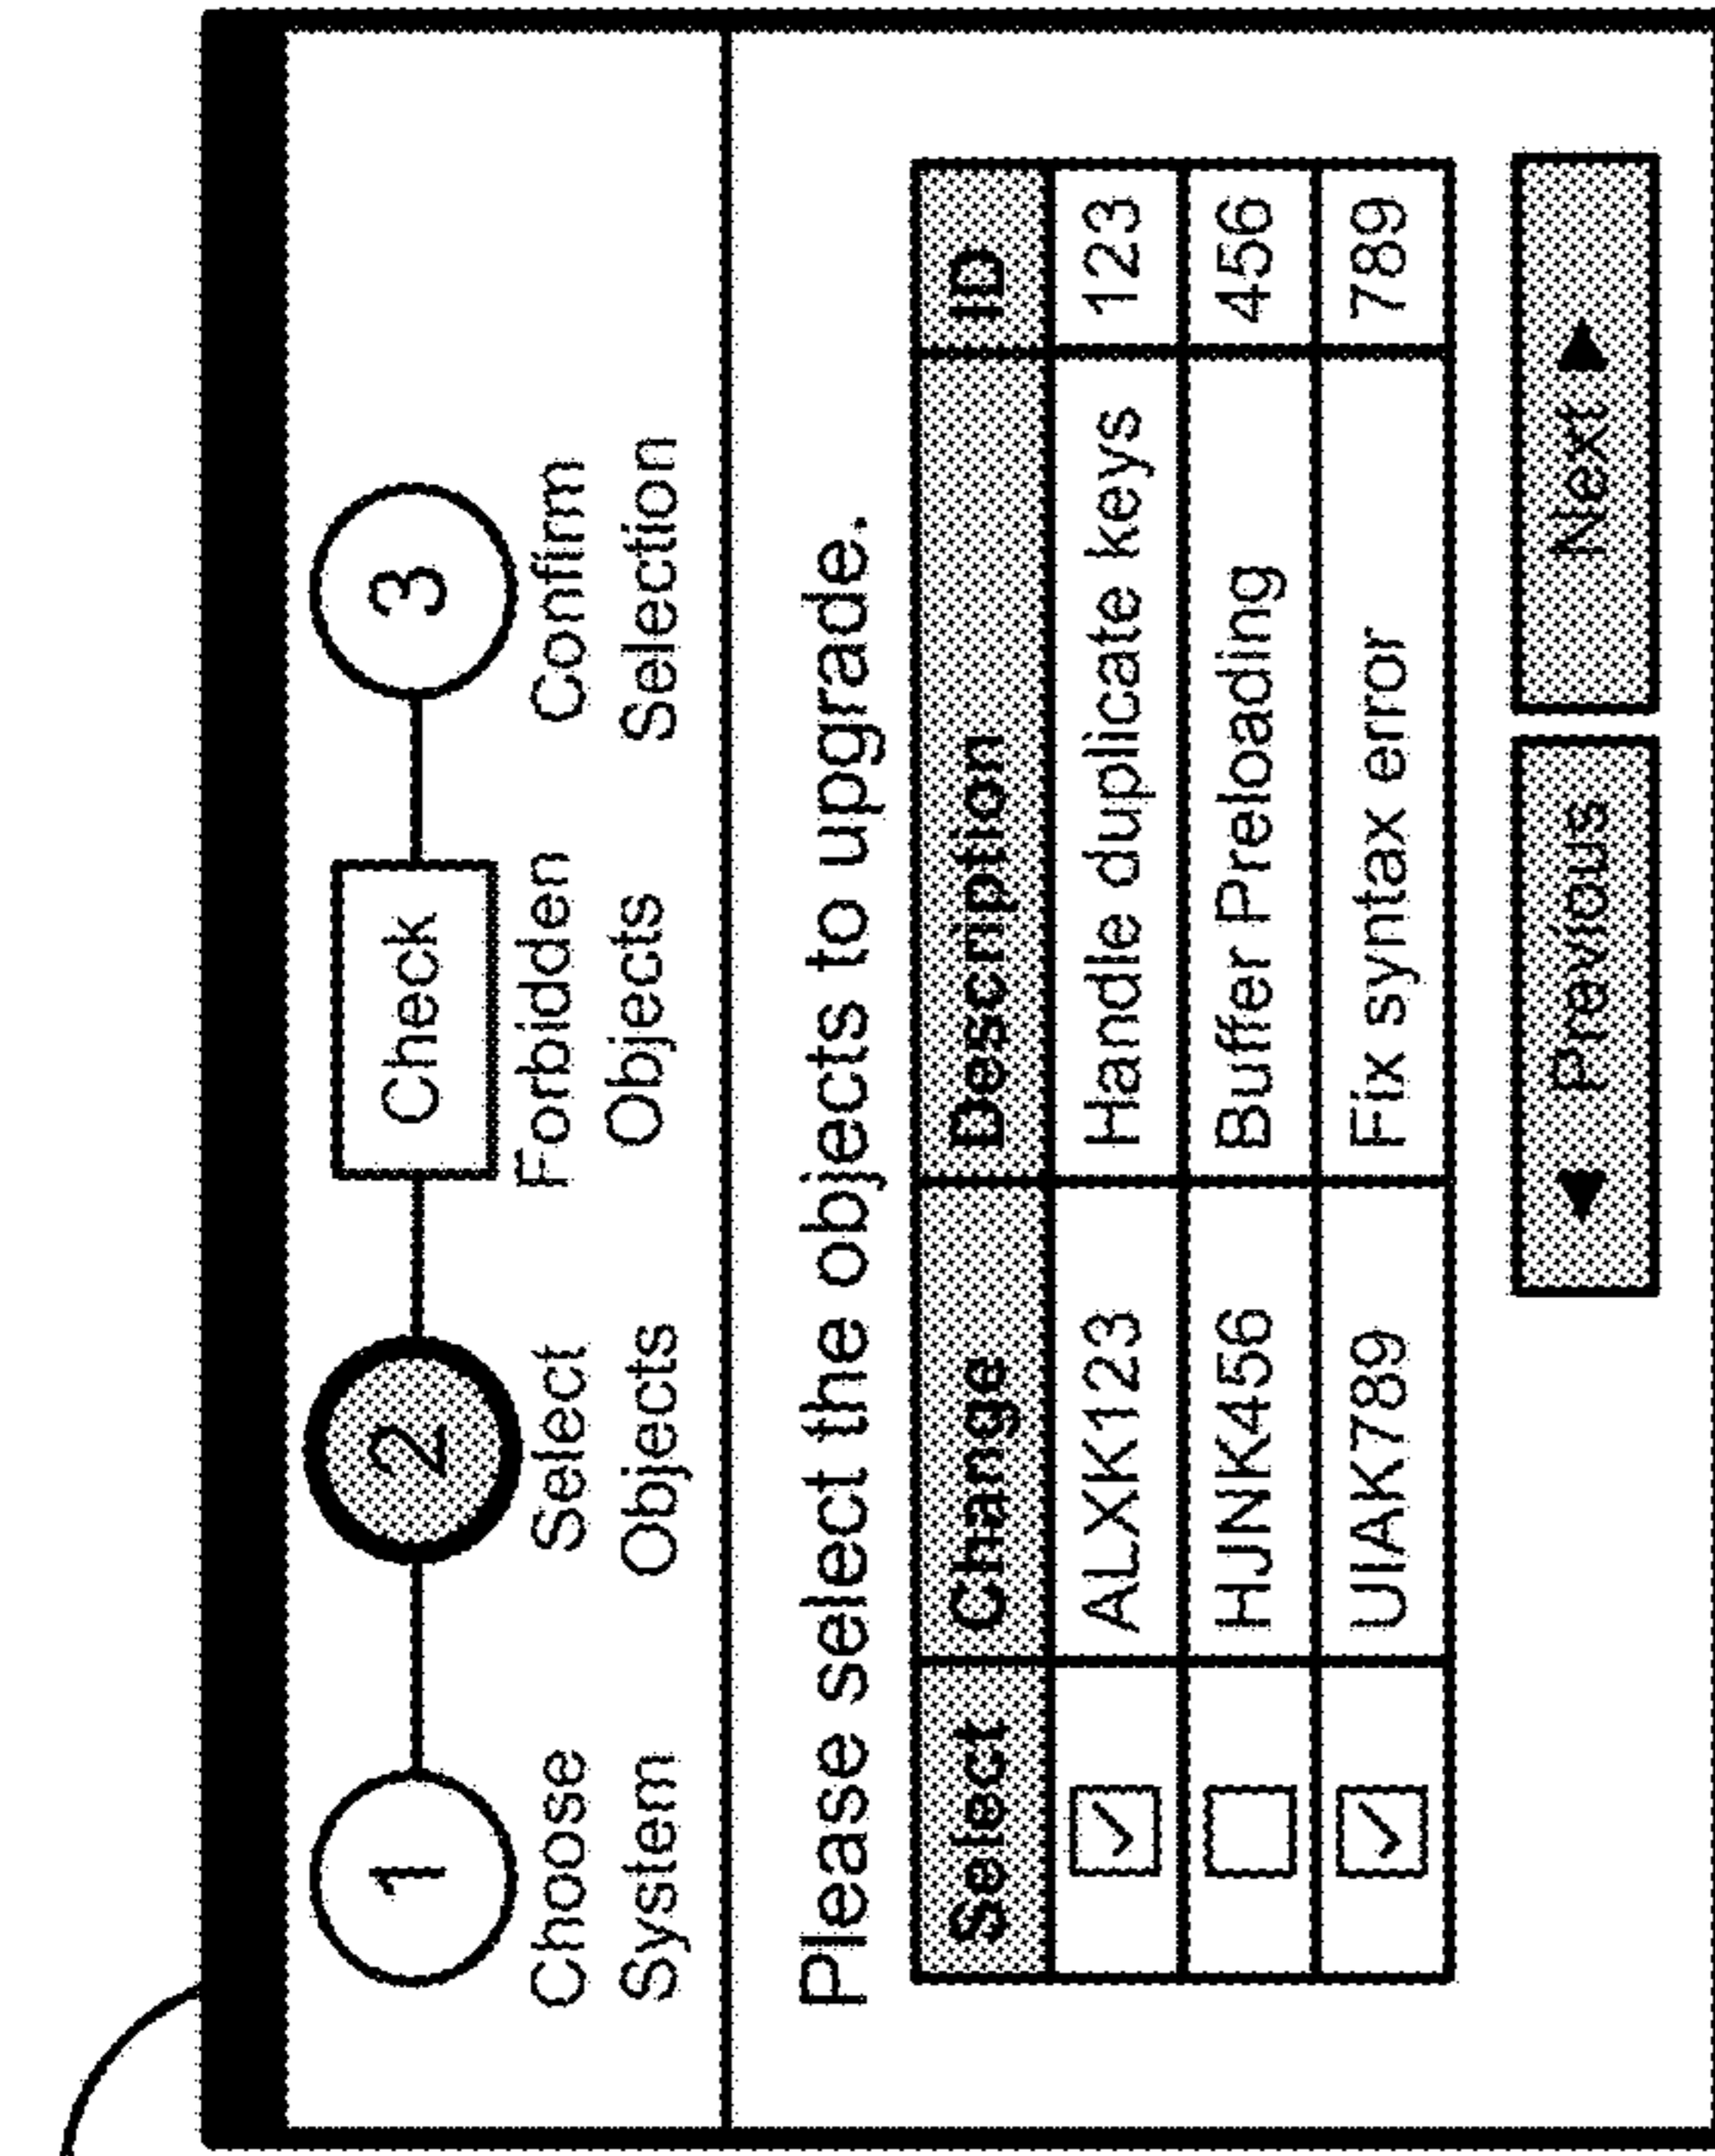 1 2 Check 3
Choose Select Forbidden Confirm
System Objects Objects Selection
Please select the objects to upgrade.
Select Change Description ID
ALXK123 Handle duplicate keys 123
HJNK456 Buffer Preloading 456
UIAK789 Fix syntax error 789
◄ Previous Next ►